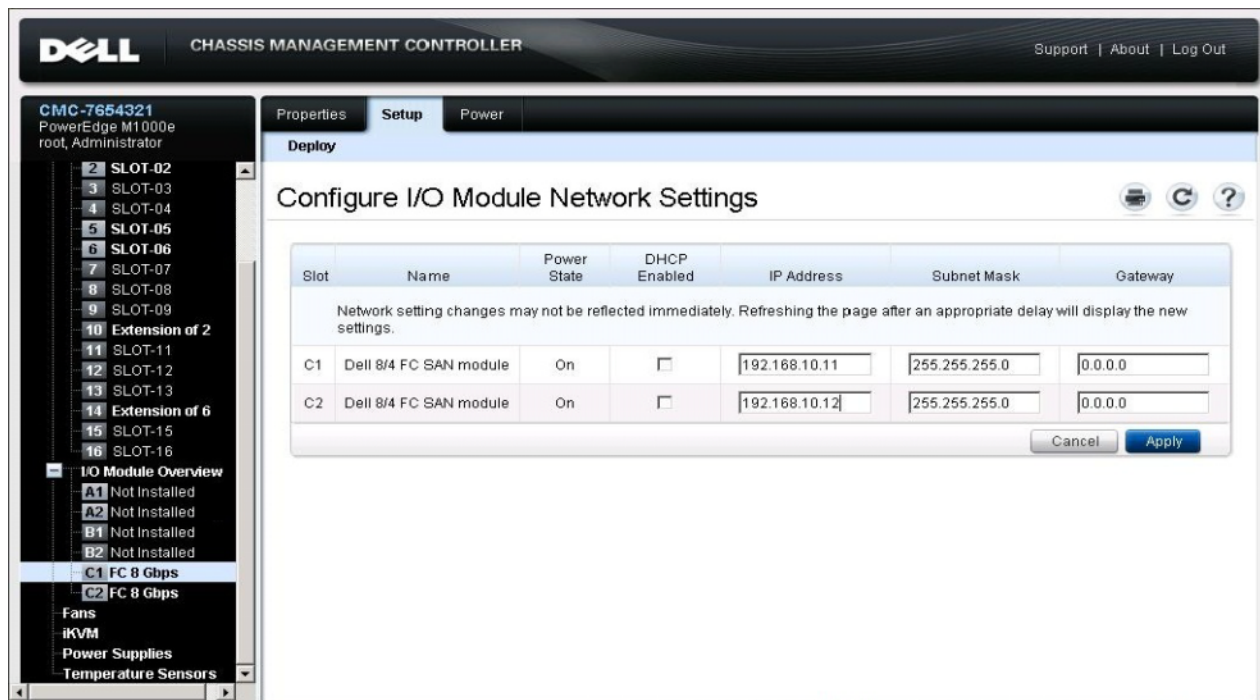 DELL CHASSIS MANAGEMENT CONTROLLER Support | About | Log Out
CMC-7654321
PowerEdge M1000e
root, Administrator
2 SLOT-02
3 SLOT-03
4 SLOT-04
5 SLOT-05
6 SLOT-06
7 SLOT-07
8 SLOT-08
9 SLOT-09
10 Extension of 2
11 SLOT-11
12 SLOT-12
13 SLOT-13
14 Extension of 6
15 SLOT-15
16 SLOT-16
I/O Module Overview
A1 Not Installed
A2 Not Installed
B1 Not Installed
B2 Not Installed
C1 FC 8 Gbps
C2 FC 8 Gbps
Fans
iKVM
Power Supplies
Temperature Sensors
Properties Setup Power
Deploy
Configure I/O Module Network Settings
?
Slot Name Power State DHCP Enabled IP Address Subnet Mask Gateway
Network setting changes may not be reflected immediately. Refreshing the page after an appropriate delay will display the new
settings.
C1 Dell 8/4 FC SAN module On 192.168.10.11 255.255.255.0 0.0.0.0
C2 Dell 8/4 FC SAN module On 192.168.10.12 255.255.255.0 0.0.0.0
Cancel Apply